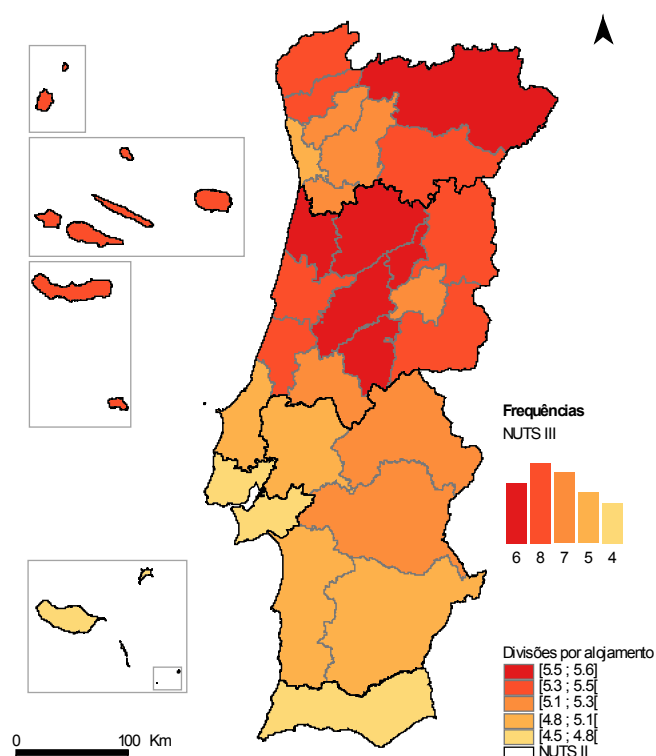 Frequências
NUTS III
6 8 7 5 4
Divisões por alojamento
[5.5 ; 5.6]
[5.3 ; 5.5[
[5.1 ; 5.3[
[4.8 ; 5.1[
[4.5 ; 4.8[
NUTS II
0 100 Km